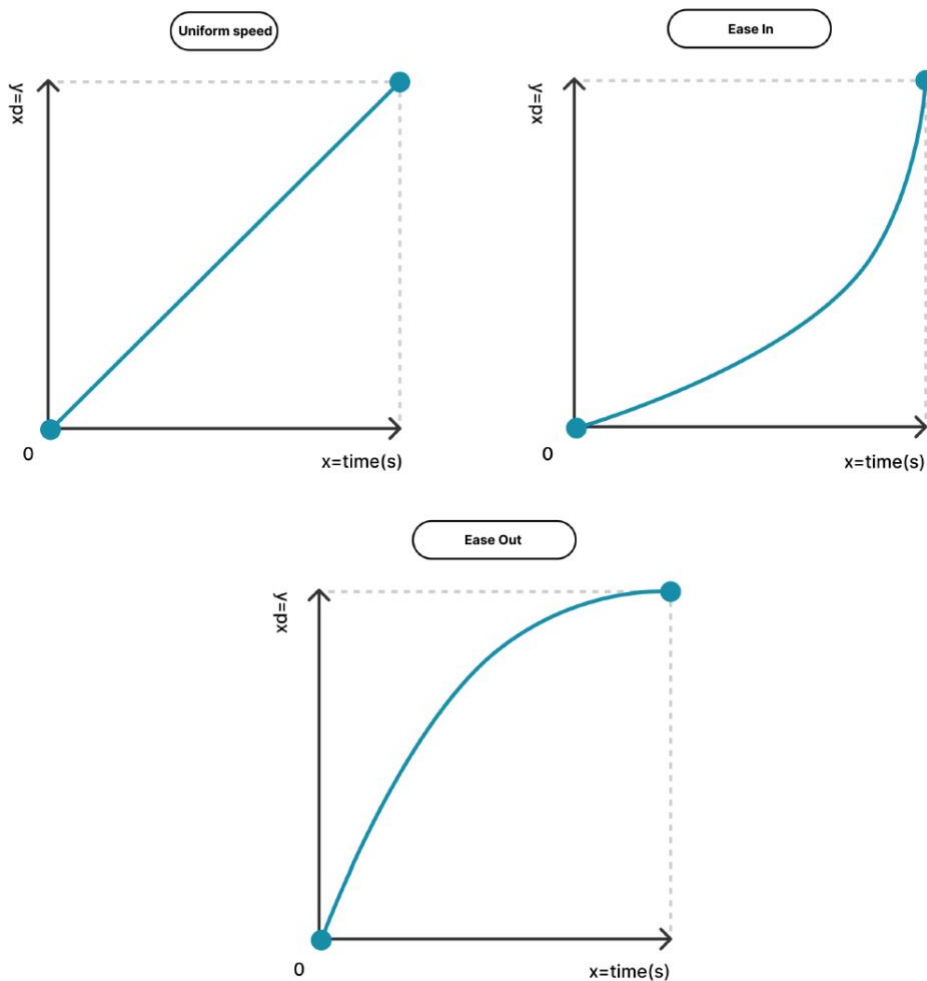 Uniform speed
y=px
0
x=time(s)
Ease In
y=px
0
x=time(s)
Ease Out
y=px
0
x=time(s)